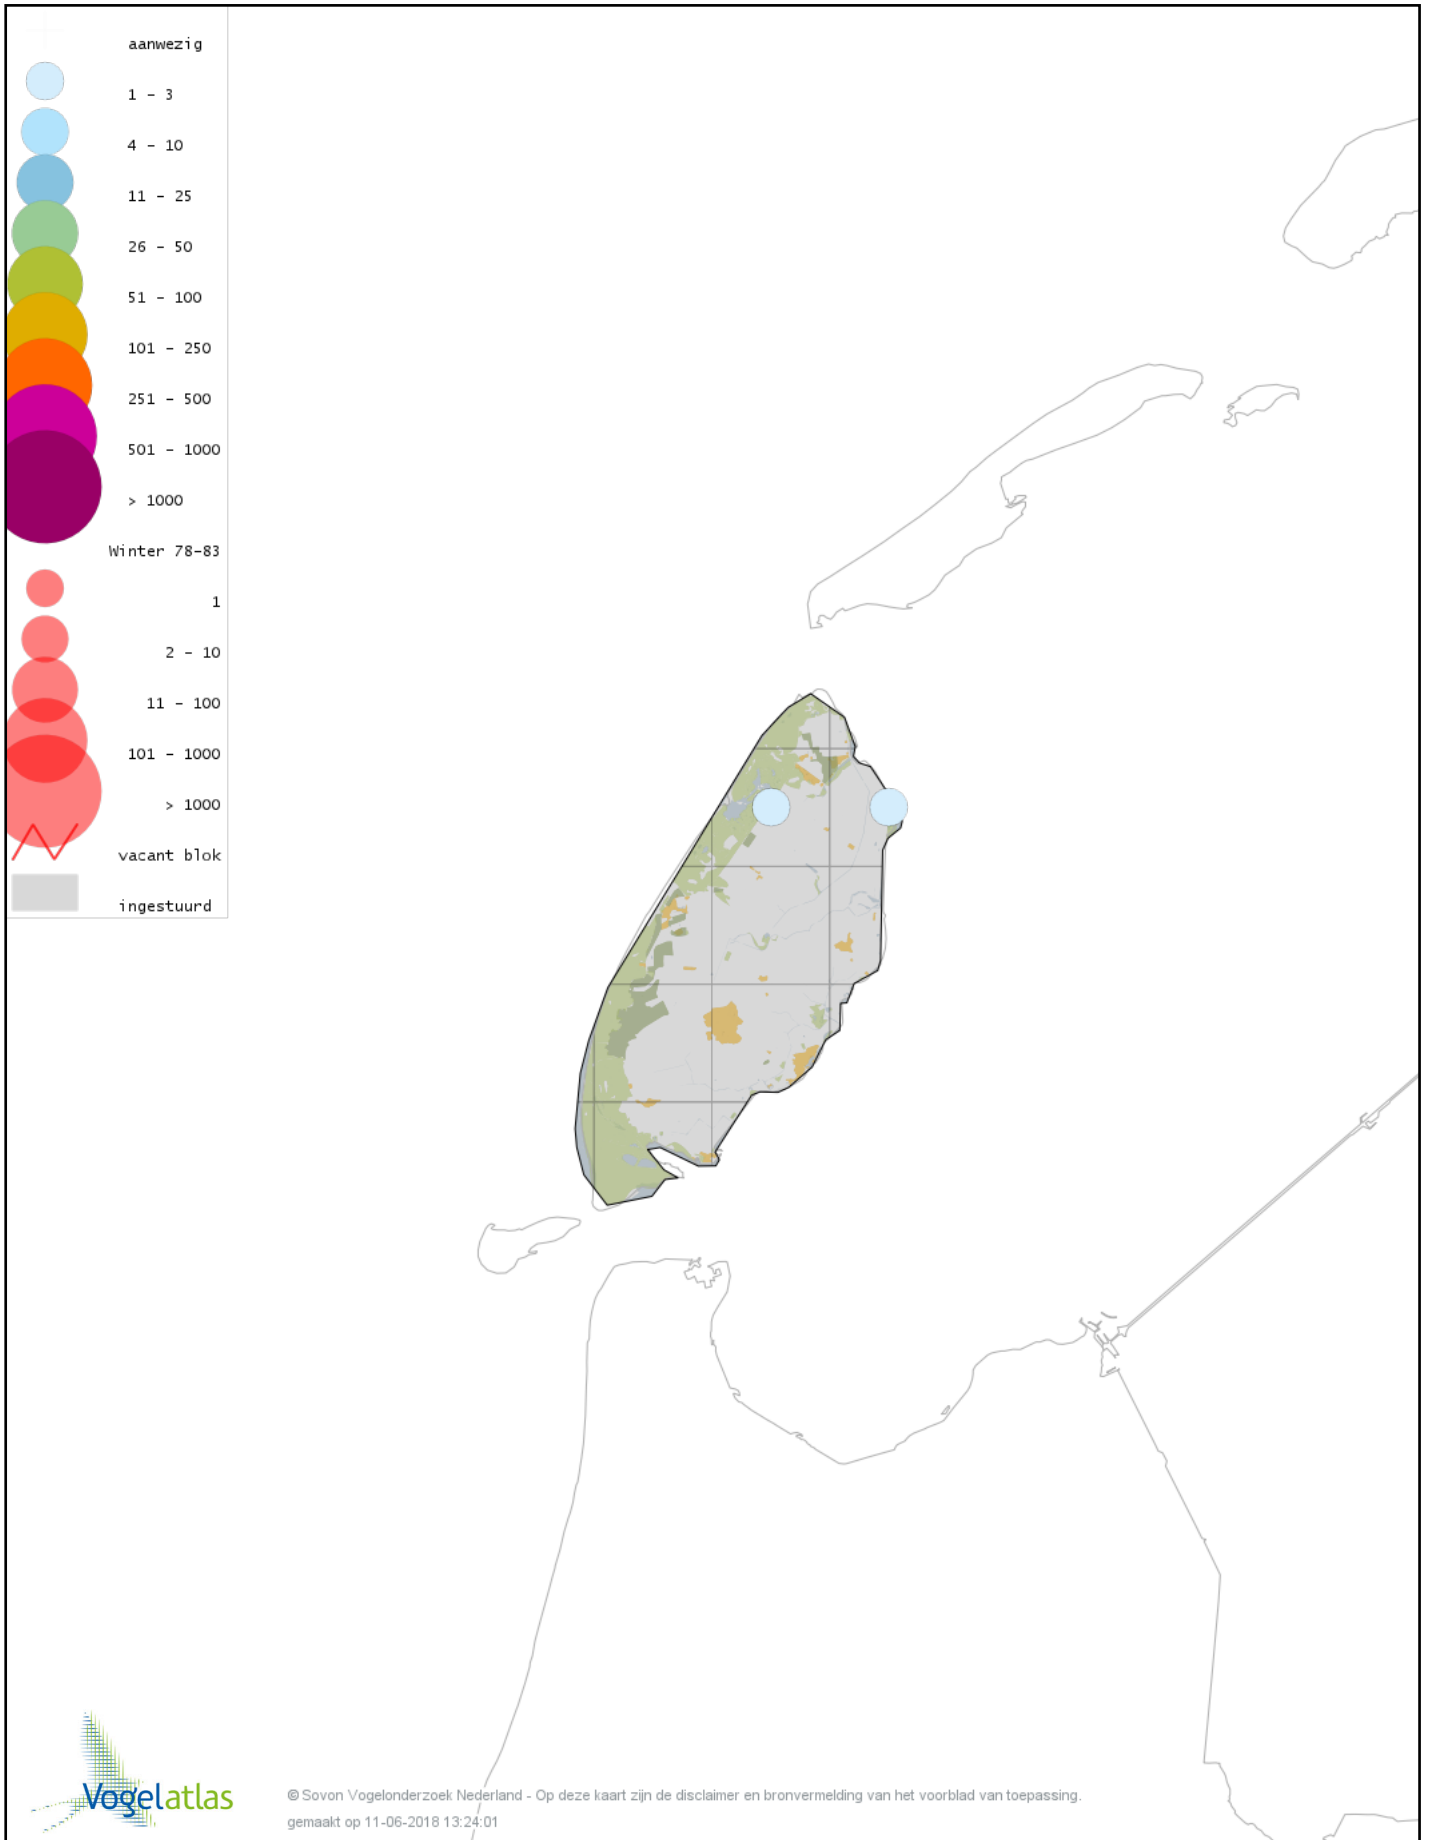 aanwezig
1 - 3
4 - 10
11 - 25
26 - 50
51 - 100
101 - 250
251 - 500
501 - 1000
> 1000
Winter 78-83
1
2 - 10
11 - 100
101 - 1000
> 1000
vacant blok
ingestuurd
Vogelatlas
© Sovon Vogelonderzoek Nederland - Op deze kaart zijn de disclaimer en bronvermelding van het voorblad van toepassing.
gemaakt op 11-06-2018 13:24:01